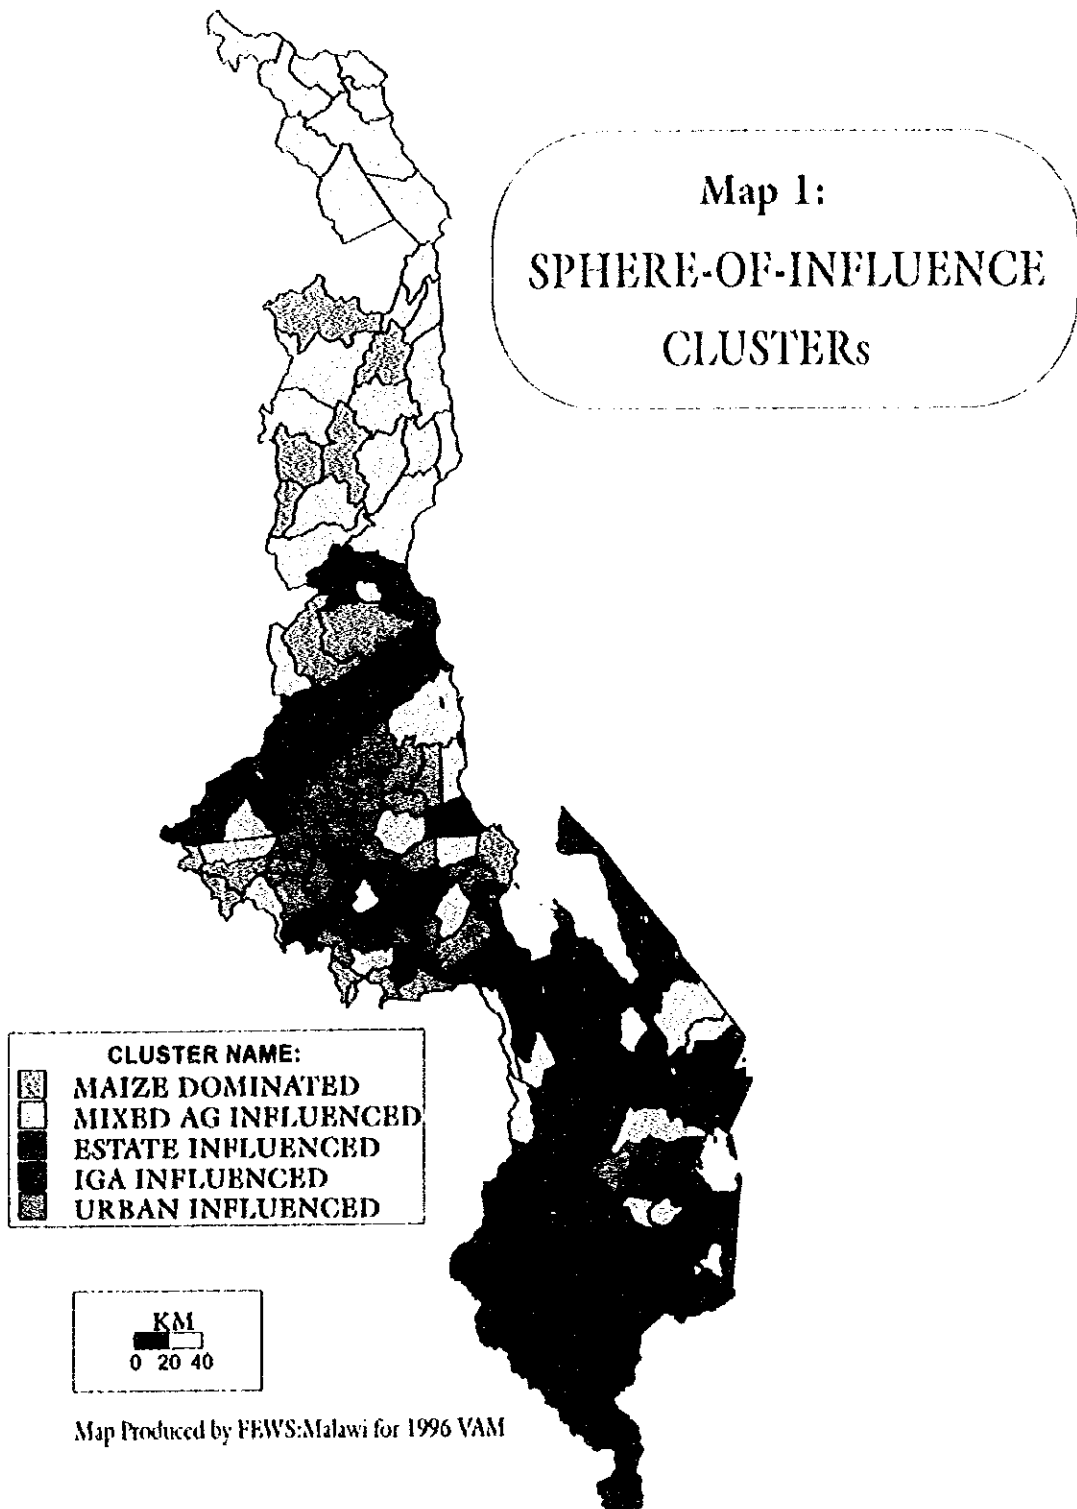 Map 1:
SPHERE-OF-INFLUENCE
CLUSTERs
CLUSTER NAME:
MAIZE DOMINATED
MIXED AG INFLUENCED
ESTATE INFLUENCED
IGA INFLUENCED
URBAN INFLUENCED
KM
0 20 40
Map Produced by FEWS:Malawi for 1996 VAM